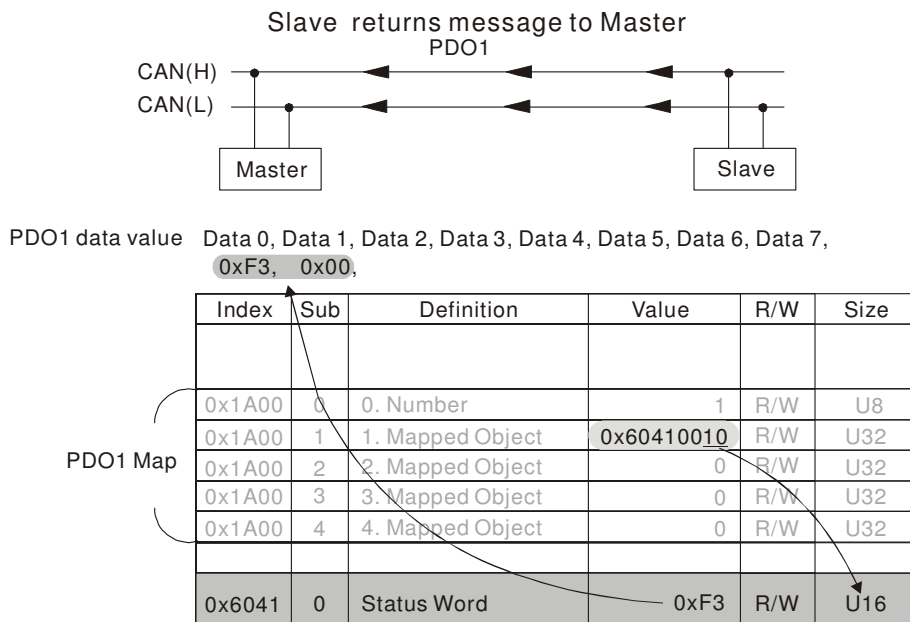 Slave returns message to Master
PDO1
CAN(H)
CAN(L)
Master
Slave
PDO1 data value Data 0, Data 1, Data 2, Data 3, Data 4, Data 5, Data 6, Data 7,
0xF3, 0x00,
Index Sub Definition Value R/W Size
0x1A00 0 0. Number 1 R/W U8
0x1A00 1 1. Mapped Object 0x60410010 R/W U32
PDO1 Map
0x1A00 2 2. Mapped Object 0 R/W U32
0x1A00 3 3. Mapped Object 0 R/W U32
0x1A00 4 4. Mapped Object 0 R/W U32
0x6041 0 Status Word 0xF3 R/W U16